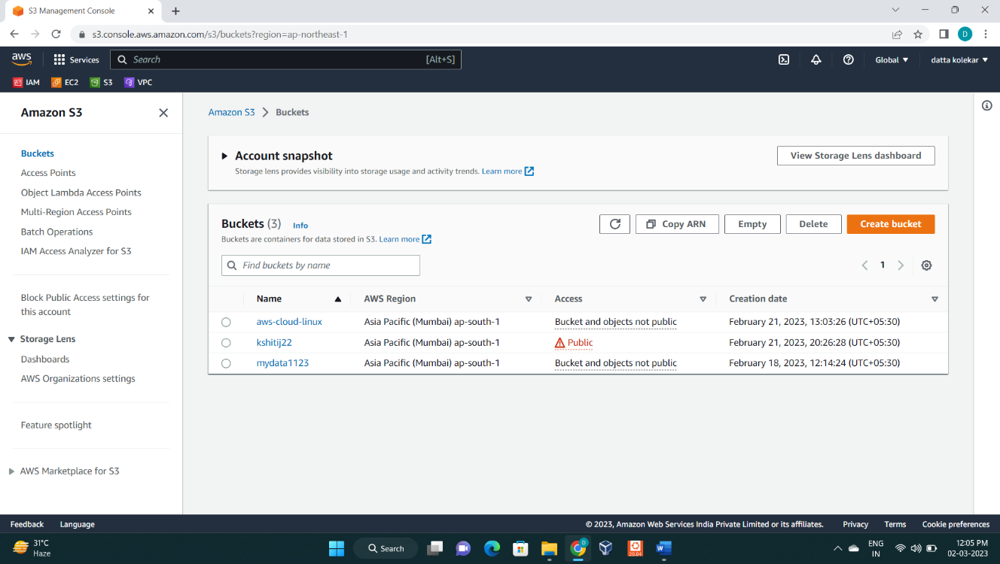 S3 Management Console
s3.console.aws.amazon.com/s3/buckets?region=ap-northeast-1
D
aws
Services
Search
[Alt+S]
Global
datta kolekar
IAM
EC2
S3
VPC
Amazon S3
Buckets
Access Points
Object Lambda Access Points
Multi-Region Access Points
Batch Operations
IAM Access Analyzer for S3
Block Public Access settings for
this account
Storage Lens
Dashboards
AWS Organizations settings
Feature spotlight
AWS Marketplace for S3
Amazon S3 > Buckets
Account snapshot
View Storage Lens dashboard
Storage lens provides visibility into storage usage and activity trends. Learn more
Buckets (3) Info
Copy ARN
Empty
Delete
Create bucket
Buckets are containers for data stored in S3. Learn more
Find buckets by name
1
Name AWS Region Access Creation date
aws-cloud-linux Asia Pacific (Mumbai) ap-south-1 Bucket and objects not public February 21, 2023, 13:03:26 (UTC+05:30)
kshitij22 Asia Pacific (Mumbai) ap-south-1 Public February 21, 2023, 20:26:28 (UTC+05:30)
mydata1123 Asia Pacific (Mumbai) ap-south-1 Bucket and objects not public February 18, 2023, 12:14:24 (UTC+05:30)
Feedback Language © 2023, Amazon Web Services India Private Limited or its affiliates. Privacy Terms Cookie preferences
31°C
Haze
Search
D
20.04
W
ENG
IN
12:05 PM
02-03-2023